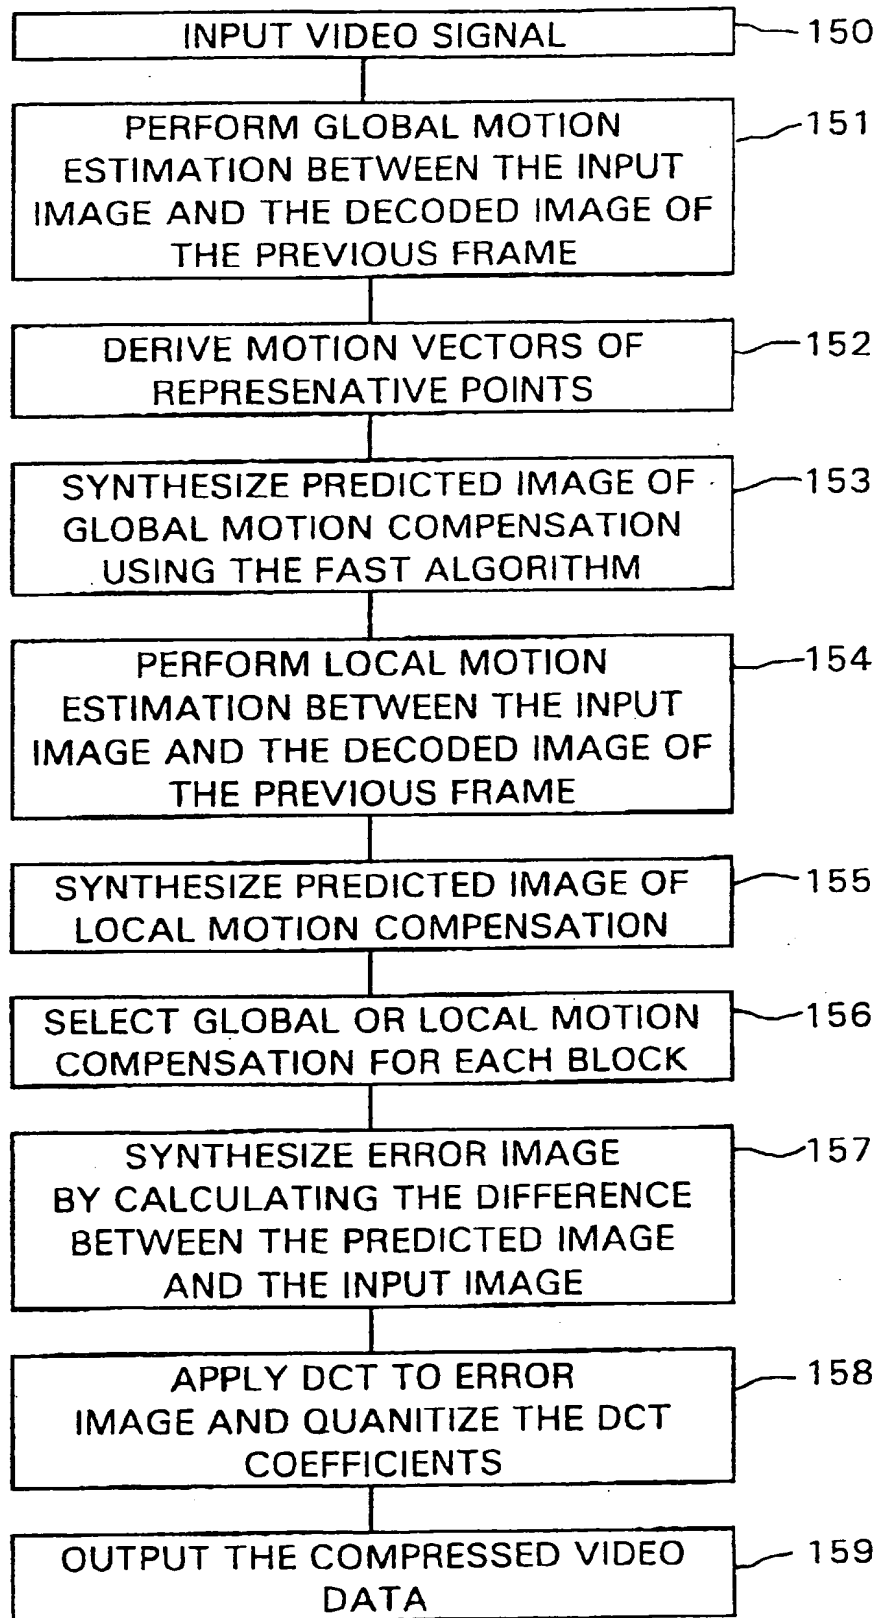 INPUT VIDEO SIGNAL
150
PERFORM GLOBAL MOTION
ESTIMATION BETWEEN THE INPUT
IMAGE AND THE DECODED IMAGE OF
THE PREVIOUS FRAME
151
DERIVE MOTION VECTORS OF
REPRESENATIVE POINTS
152
SYNTHESIZE PREDICTED IMAGE OF
GLOBAL MOTION COMPENSATION
USING THE FAST ALGORITHM
153
PERFORM LOCAL MOTION
ESTIMATION BETWEEN THE INPUT
IMAGE AND THE DECODED IMAGE OF
THE PREVIOUS FRAME
154
SYNTHESIZE PREDICTED IMAGE OF
LOCAL MOTION COMPENSATION
155
SELECT GLOBAL OR LOCAL MOTION
COMPENSATION FOR EACH BLOCK
156
SYNTHESIZE ERROR IMAGE
BY CALCULATING THE DIFFERENCE
BETWEEN THE PREDICTED IMAGE
AND THE INPUT IMAGE
157
APPLY DCT TO ERROR
IMAGE AND QUANITIZE THE DCT
COEFFICIENTS
158
OUTPUT THE COMPRESSED VIDEO
DATA
159